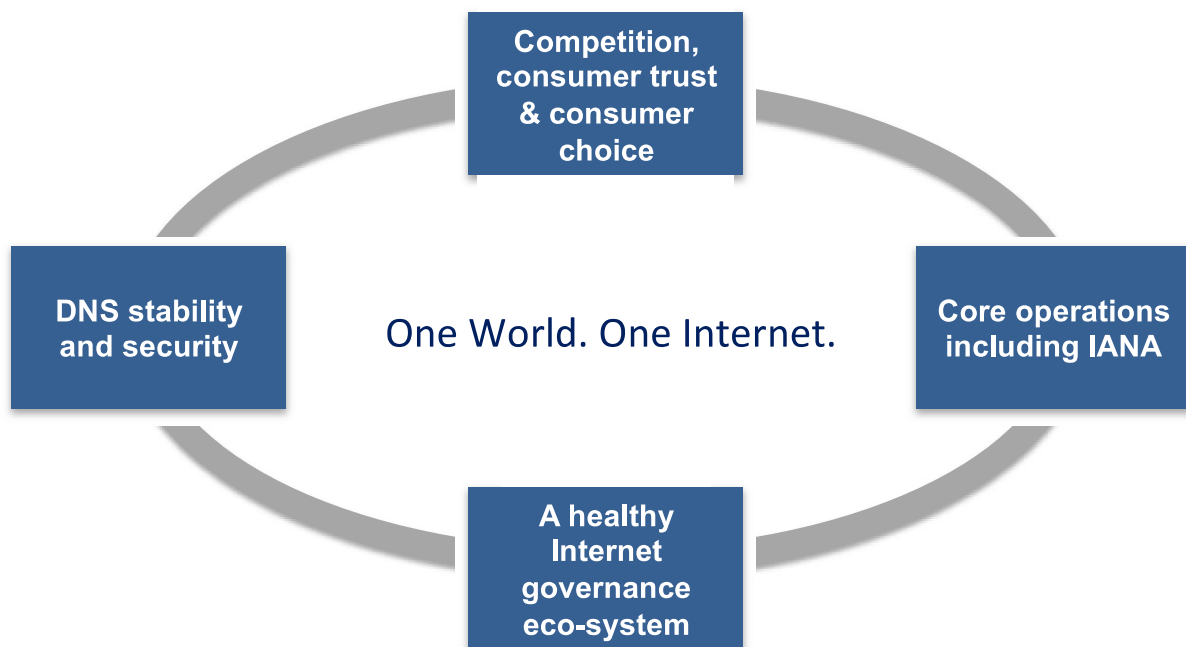 Competition,
consumer trust
& consumer
choice
DNS stability
and security
One World. One Internet.
Core operations
including IANA
A healthy
Internet
governance
eco-system